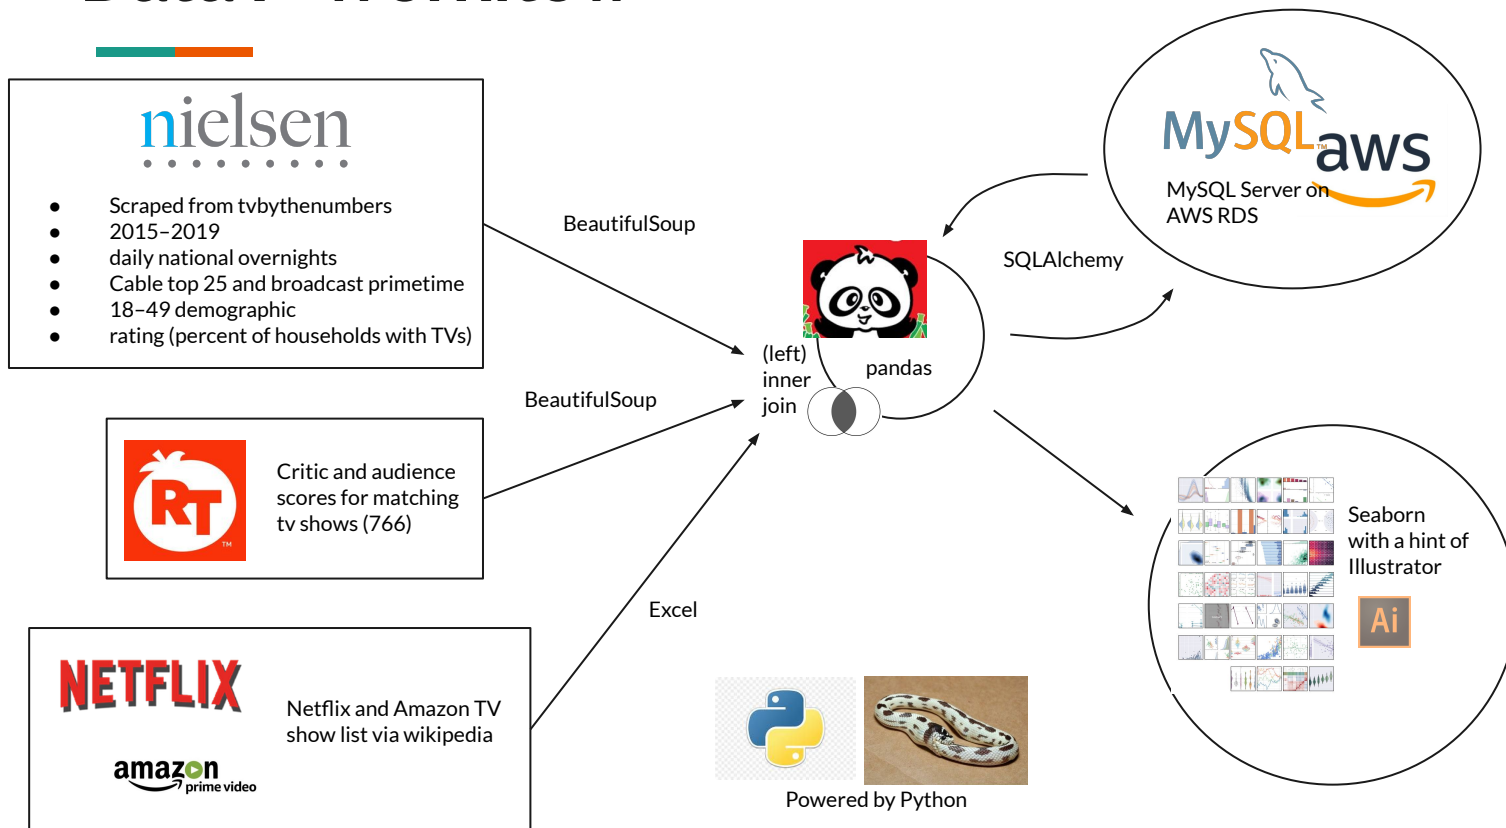 nielsen
● Scraped from tvbythenumbers
● 2015–2019
● daily national overnights
● Cable top 25 and broadcast primetime
● 18–49 demographic
● rating (percent of households with TVs)
BeautifulSoup
BeautifulSoup
RT
TM
Critic and audience
scores for matching
tv shows (766)
NETFLIX
amazon
prime video
Netflix and Amazon TV
show list via wikipedia
Excel
(left)
inner
join
pandas
SQLAlchemy
MySQL
TM
aws
MySQL Server on
AWS RDS
Seaborn
with a hint of
Illustrator
Ai
Powered by Python